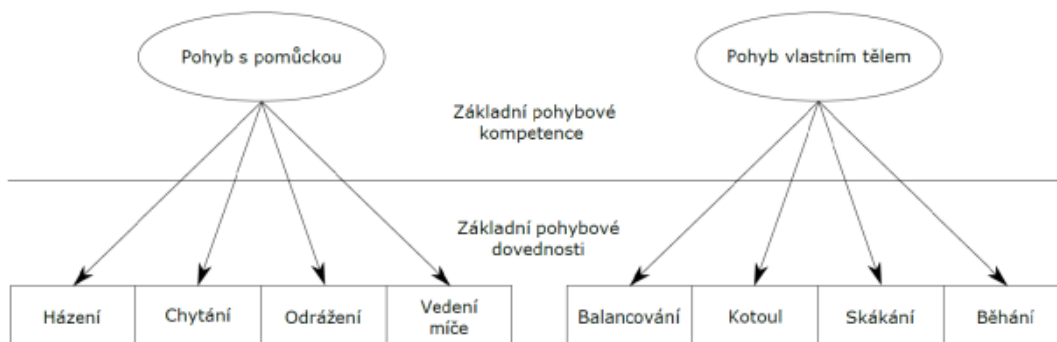 Pohyb s pomůckou
Pohyb vlastním tělem
Základní pohybové
kompetence
Základní pohybové
dovednosti
Házení
Chytání
Odrážení
Vedení
míče
Balancování
Kotoul
Skákání
Běhání